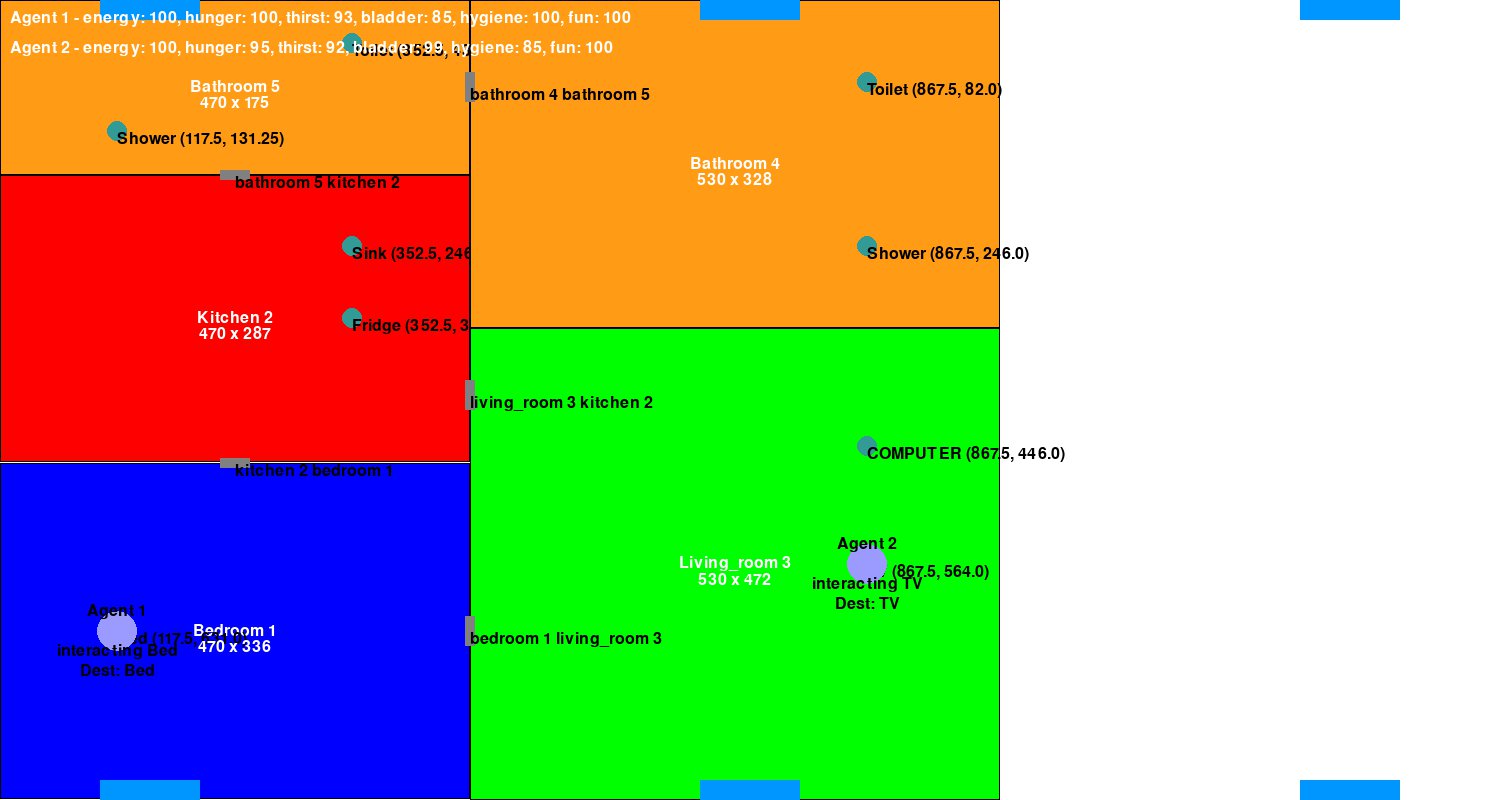 Agent 1 - energy: 100, hunger: 100, thirst: 93, bladder: 85, hygiene: 100, fun: 100
Agent 2 - energy: 100, hunger: 95, thirst: 92, bladder: 99, hygiene: 85, fun: 100
Toilet (352.5,
Bathroom 5
470 x 175
bathroom 4 bathroom 5
Toilet (867.5, 82.0)
Shower (117.5, 131.25)
Bathroom 4
530 x 328
bathroom 5 kitchen 2
Sink (352.5, 246
Shower (867.5, 246.0)
Kitchen 2
470 x 287
Fridge (352.5, 3
living_room 3 kitchen 2
COMPUTER (867.5, 446.0)
kitchen 2 bedroom 1
Agent 2
Living_room 3
530 x 472
(867.5, 564.0)
interacting TV
Dest: TV
Agent 1
Bedroom 1
470 x 336
(117.5,
bedroom 1 living_room 3
interacting Bed
Dest: Bed